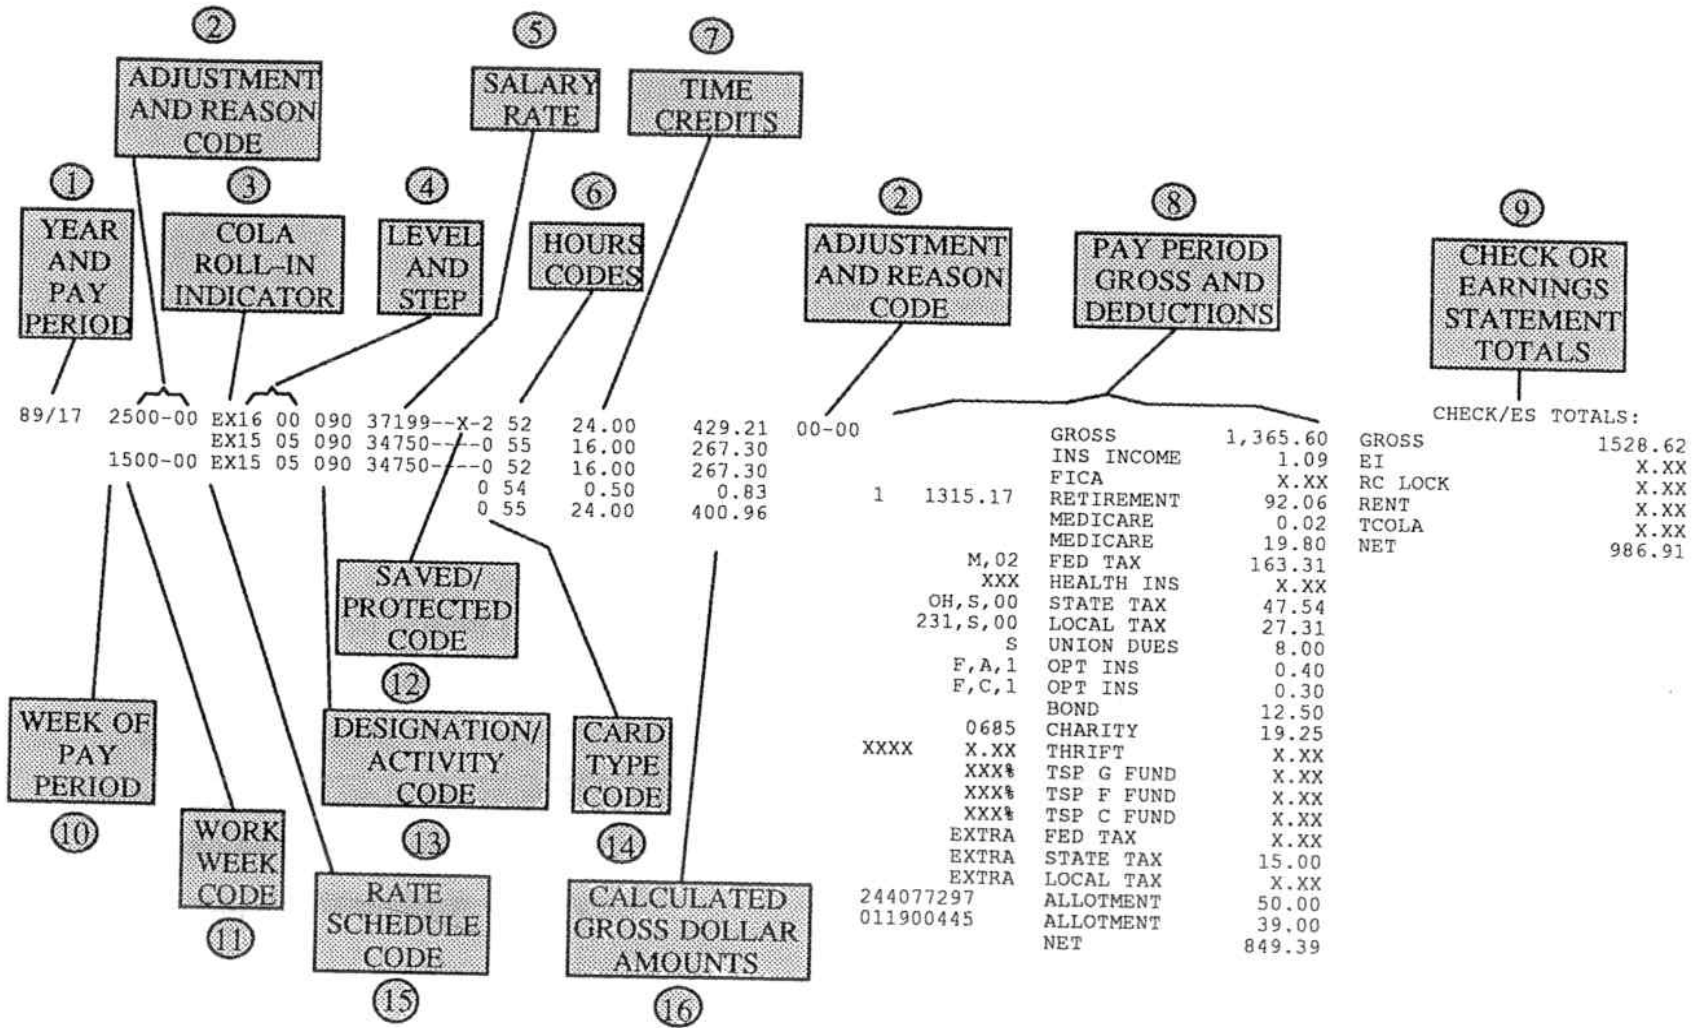 2
ADJUSTMENT
AND REASON
CODE
5
SALARY
RATE
7
TIME
CREDITS
1
YEAR
AND
PAY
PERIOD
3
COLA
ROLL-IN
INDICATOR
4
LEVEL
AND
STEP
6
HOURS
CODES
2
ADJUSTMENT
AND REASON
CODE
8
PAY PERIOD
GROSS AND
DEDUCTIONS
9
CHECK OR
EARNINGS
STATEMENT
TOTALS
89/17 2500-00 EX16 00 090 37199--X-2 52 24.00 429.21 00-00
EX15 05 090 34750----0 55 16.00 267.30
1500-00 EX15 05 090 34750----0 52 16.00 267.30
0 54 0.50 0.83
0 55 24.00 400.96
GROSS 1,365.60
INS INCOME 1.09
FICA X.XX
1 1315.17 RETIREMENT 92.06
MEDICARE 0.02
MEDICARE 19.80
M,02 FED TAX 163.31
XXX HEALTH INS X.XX
OH,S,00 STATE TAX 47.54
231,S,00 LOCAL TAX 27.31
S UNION DUES 8.00
F,A,1 OPT INS 0.40
F,C,1 OPT INS 0.30
BOND 12.50
0685 CHARITY 19.25
XXXX X.XX THRIFT X.XX
XXX% TSP G FUND X.XX
XXX% TSP F FUND X.XX
XXX% TSP C FUND X.XX
EXTRA FED TAX X.XX
EXTRA STATE TAX 15.00
EXTRA LOCAL TAX X.XX
244077297 ALLOTMENT 50.00
011900445 ALLOTMENT 39.00
NET 849.39
CHECK/ES TOTALS:
GROSS 1528.62
EI X.XX
RC LOCK X.XX
RENT X.XX
TCOLA X.XX
NET 986.91
SAVED/
PROTECTED
CODE
12
WEEK OF
PAY
PERIOD
10
DESIGNATION/
ACTIVITY
CODE
13
CARD
TYPE
CODE
14
WORK
WEEK
CODE
11
RATE
SCHEDULE
CODE
15
CALCULATED
GROSS DOLLAR
AMOUNTS
16